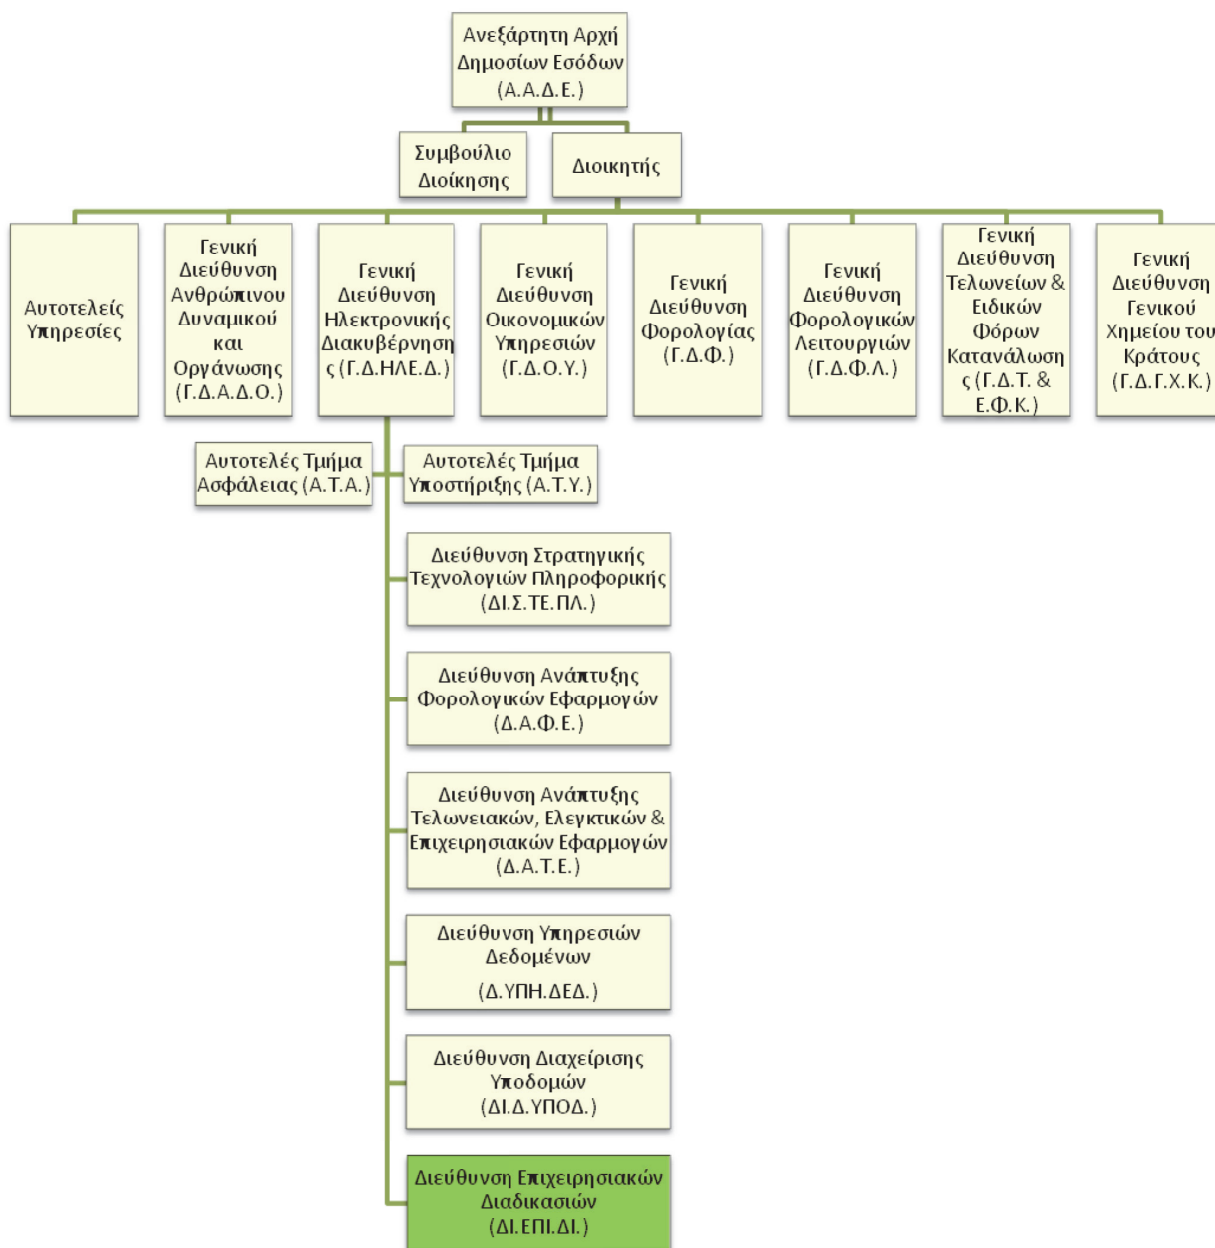 Ανεξάρτητη Αρχή
Δημοσίων Εσόδων
(Α.Α.Δ.Ε.)
Συμβούλιο
Διοίκησης
Διοικητής
Αυτοτελείς
Υπηρεσίες
Γενική
Διεύθυνση
Ανθρώπινου
Δυναμικού
και
Οργάνωσης
(Γ.Δ.Α.Δ.Ο.)
Γενική
Διεύθυνση
Ηλεκτρονικής
Διακυβέρνηση
ς (Γ.Δ.ΗΛΕ.Δ.)
Γενική
Διεύθυνση
Οικονομικών
Υπηρεσιών
(Γ.Δ.Ο.Υ.)
Γενική
Διεύθυνση
Φορολογίας
(Γ.Δ.Φ.)
Γενική
Διεύθυνση
Φορολογικών
Λειτουργιών
(Γ.Δ.Φ.Λ.)
Γενική
Διεύθυνση
Τελωνείων &
Ειδικών
Φόρων
Κατανάλωση
ς (Γ.Δ.Τ. &
Ε.Φ.Κ.)
Γενική
Διεύθυνση
Γενικού
Χημείου του
Κράτους
(Γ.Δ.Γ.Χ.Κ.)
Αυτοτελές Τμήμα
Ασφάλειας (Α.Τ.Α.)
Αυτοτελές Τμήμα
Υποστήριξης (Α.Τ.Υ.)
Διεύθυνση Στρατηγικής
Τεχνολογιών Πληροφορικής
(ΔΙ.Σ.ΤΕ.ΠΛ.)
Διεύθυνση Ανάπτυξης
Φορολογικών Εφαρμογών
(Δ.Α.Φ.Ε.)
Διεύθυνση Ανάπτυξης
Τελωνειακών, Ελεγκτικών &
Επιχειρησιακών Εφαρμογών
(Δ.Α.Τ.Ε.)
Διεύθυνση Υπηρεσιών
Δεδομένων
(Δ.ΥΠΗ.ΔΕΔ.)
Διεύθυνση Διαχείρισης
Υποδομών
(ΔΙ.Δ.ΥΠΟΔ.)
Διεύθυνση Επιχειρησιακών
Διαδικασιών
(ΔΙ.ΕΠΙ.ΔΙ.)